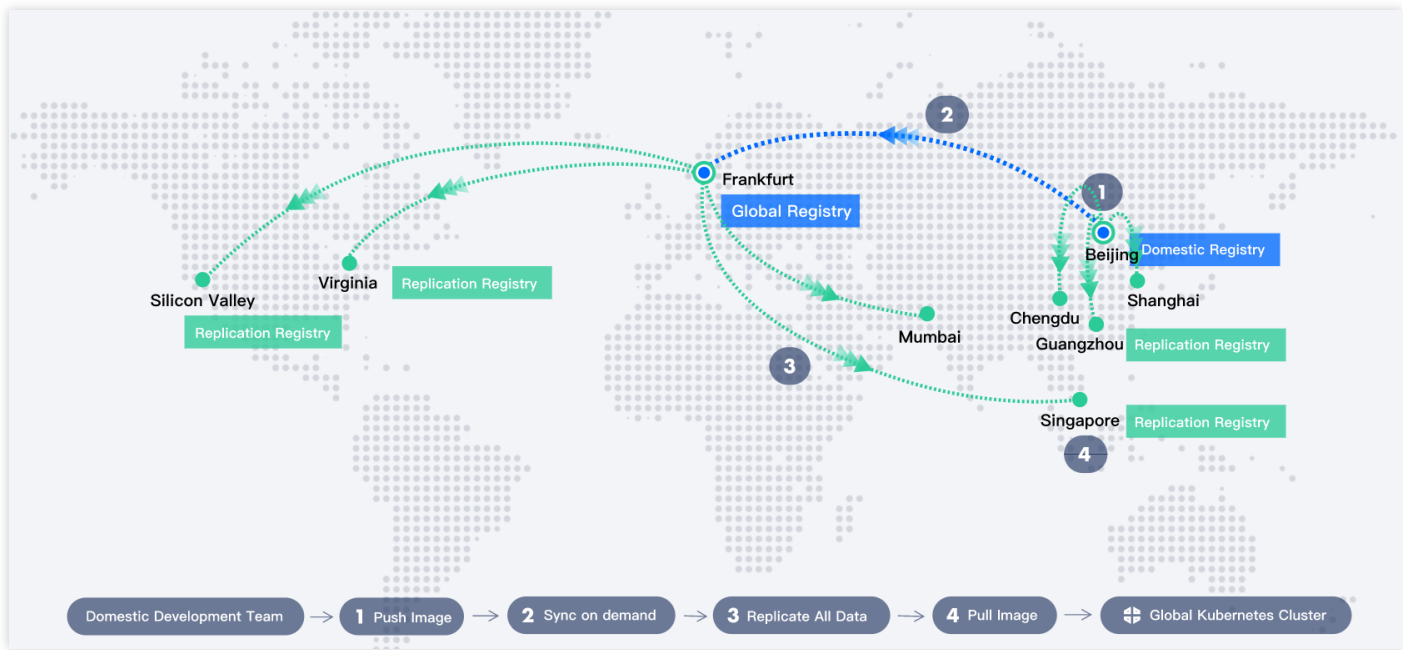 2
1
Frankfurt
Global Registry
Beijing
Domestic Registry
Silicon Valley
Replication Registry
Virginia
Replication Registry
Shanghai
Chengdu
Guangzhou
Replication Registry
Mumbai
3
Singapore
Replication Registry
4
Domestic Development Team
1 Push Image
2 Sync on demand
3 Replicate All Data
4 Pull Image
Global Kubernetes Cluster